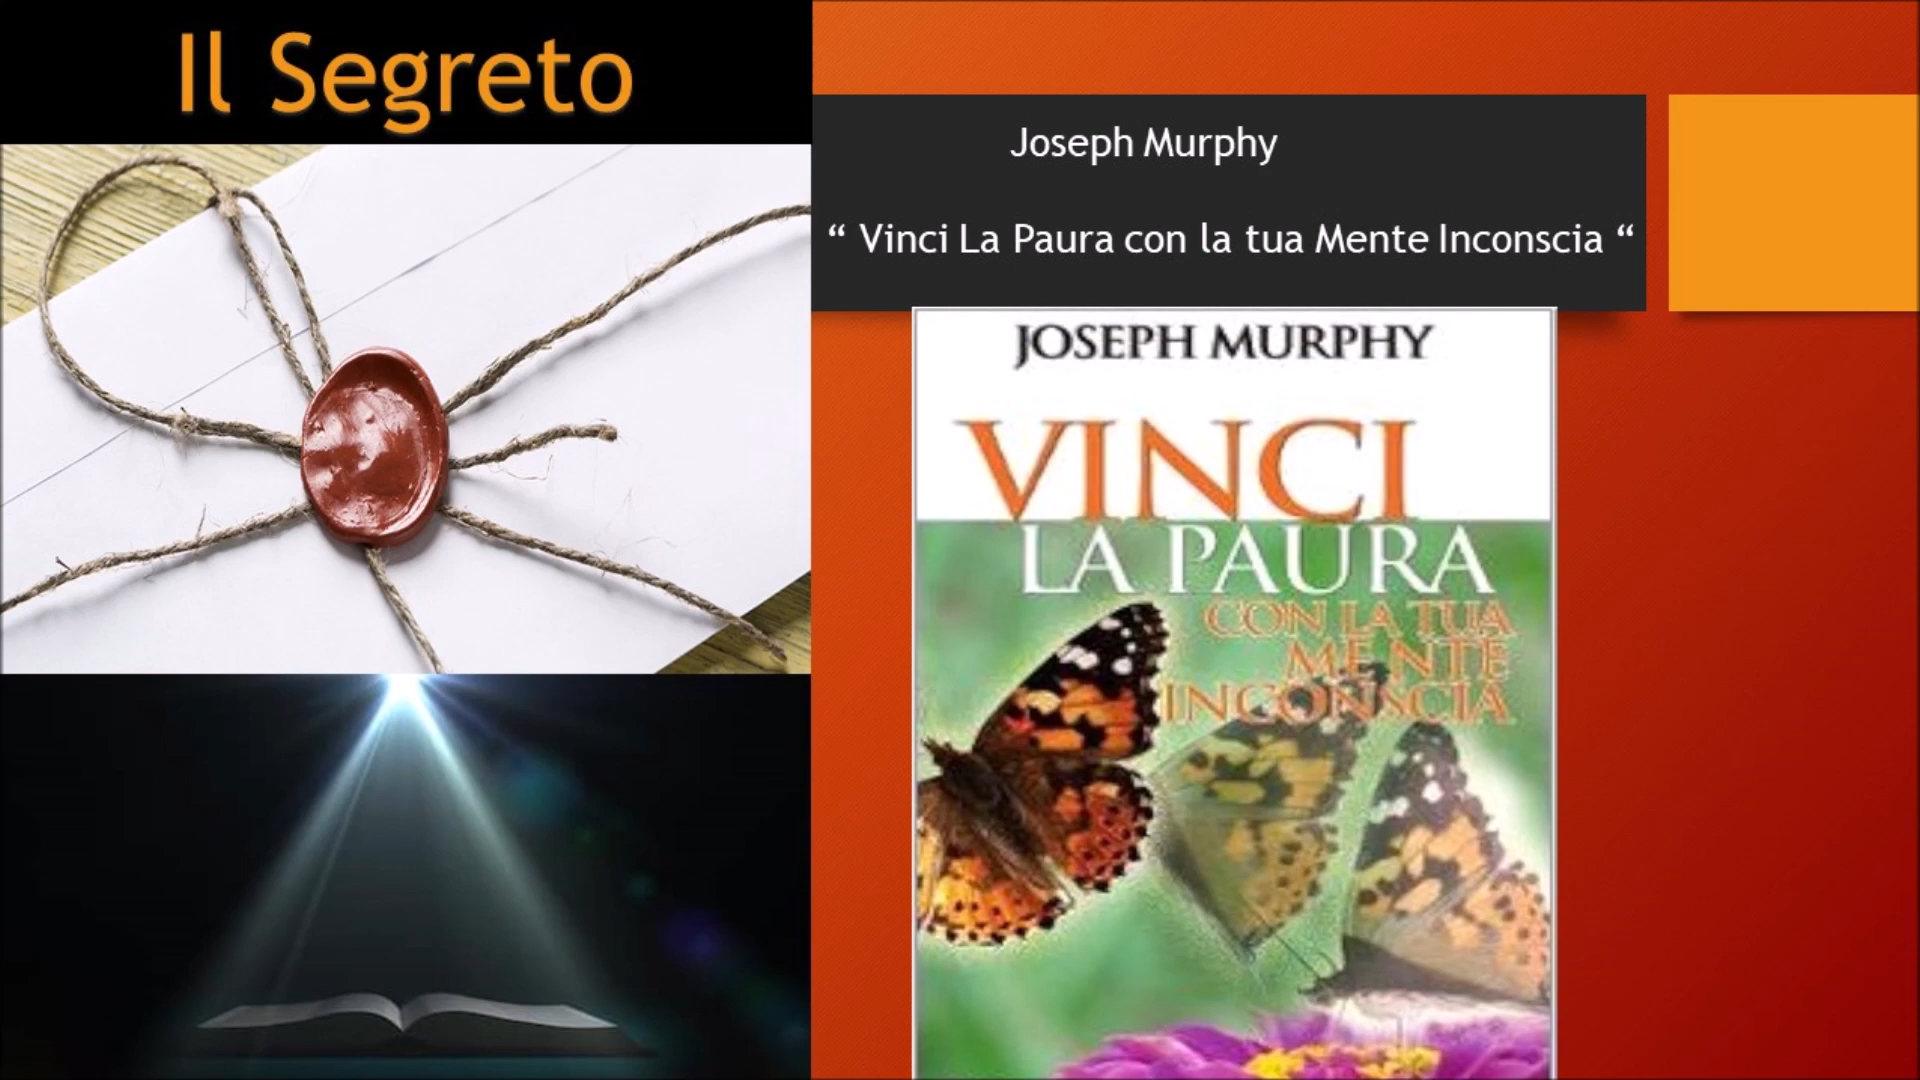 Il Segreto
Joseph Murphy
“ Vinci La Paura con la tua Mente Inconscia “
JOSEPH MURPHY
VINCI
LA PAURA
CON LA TUA
MENTE
INCONSCIA